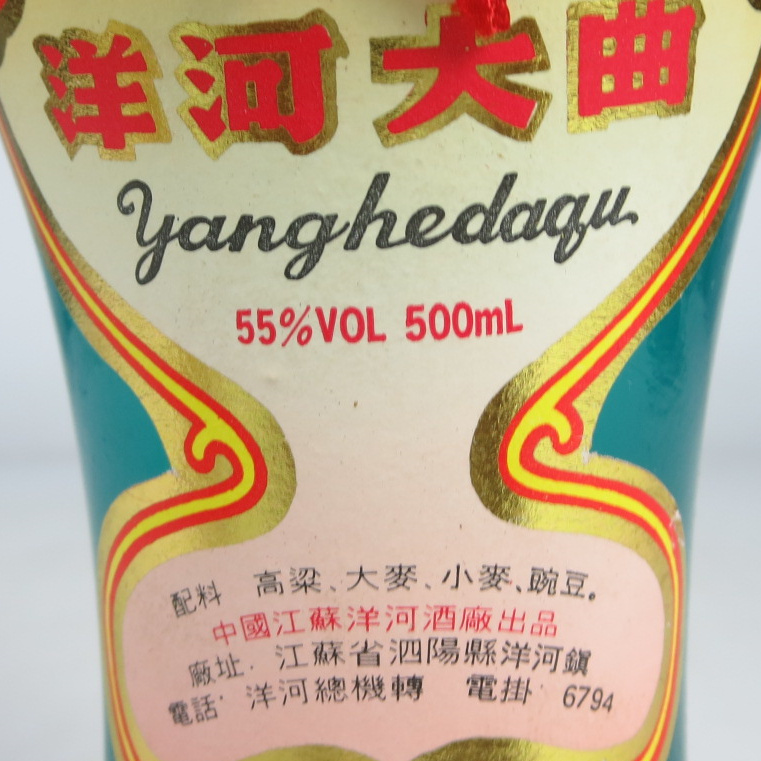 洋河大曲
Yanghedaqu
55%VOL 500mL
配料 高梁、大麥、小麥、豌豆。
中國江蘇洋河酒廠出品
廠址: 江蘇省泗陽縣洋河鎮
電話: 洋河總機轉 電掛: 6794